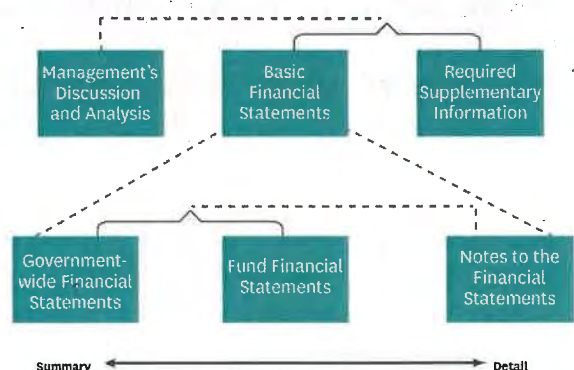 Management's
Discussion
and Analysis
Basic
Financial
Statements
Required
Supplementary
Information
Government-
wide Financial
Statements
Fund Financial
Statements
Notes to the
Financial
Statements
Summary
Detail